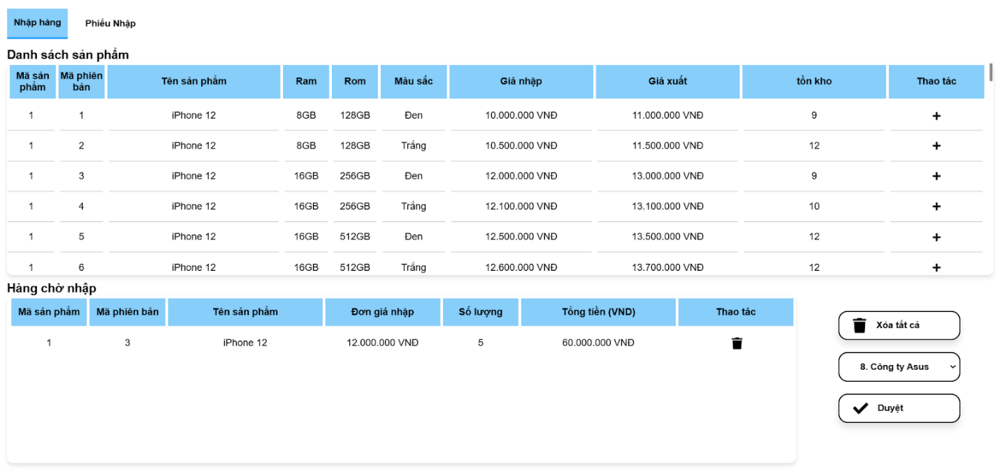 Nhập hàng Phiếu Nhập
Danh sách sản phẩm
Mã sản phẩm Mã phiên bản Tên sản phẩm Ram Rom Màu sắc Giá nhập Giá xuất tồn kho Thao tác
1 1 iPhone 12 8GB 128GB Đen 10.000.000 VNĐ 11.000.000 VNĐ 9 +
1 2 iPhone 12 8GB 128GB Trắng 10.500.000 VNĐ 11.500.000 VNĐ 12 +
1 3 iPhone 12 16GB 256GB Đen 12.000.000 VNĐ 13.000.000 VNĐ 9 +
1 4 iPhone 12 16GB 256GB Trắng 12.100.000 VNĐ 13.100.000 VNĐ 10 +
1 5 iPhone 12 16GB 512GB Đen 12.500.000 VNĐ 13.500.000 VNĐ 12 +
1 6 iPhone 12 16GB 512GB Trắng 12.600.000 VNĐ 13.700.000 VNĐ 12 +
Hàng chờ nhập
Mã sản phẩm Mã phiên bản Tên sản phẩm Đơn giá nhập Số lượng Tổng tiền (VND) Thao tác
1 3 iPhone 12 12.000.000 VNĐ 5 60.000.000 VNĐ
Xóa tất cả
8. Công ty Asus
Duyệt